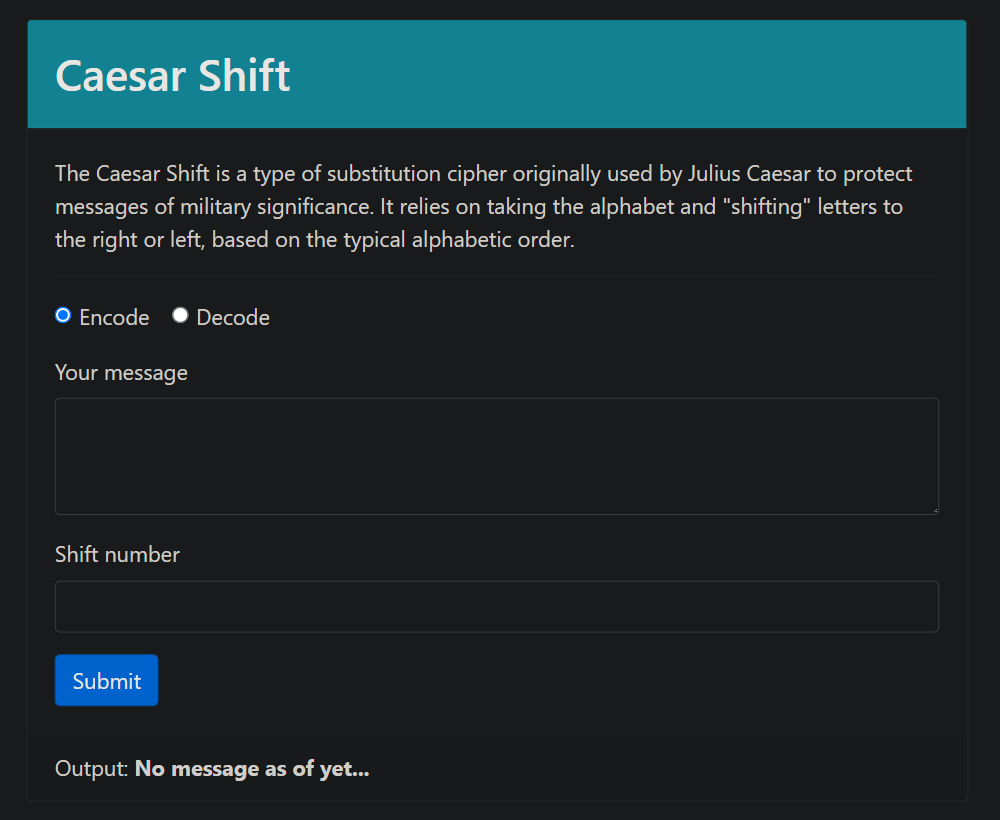 Caesar Shift
The Caesar Shift is a type of substitution cipher originally used by Julius Caesar to protect
messages of military significance. It relies on taking the alphabet and "shifting" letters to
the right or left, based on the typical alphabetic order.
Encode Decode
Your message
Shift number
Submit
Output: No message as of yet...